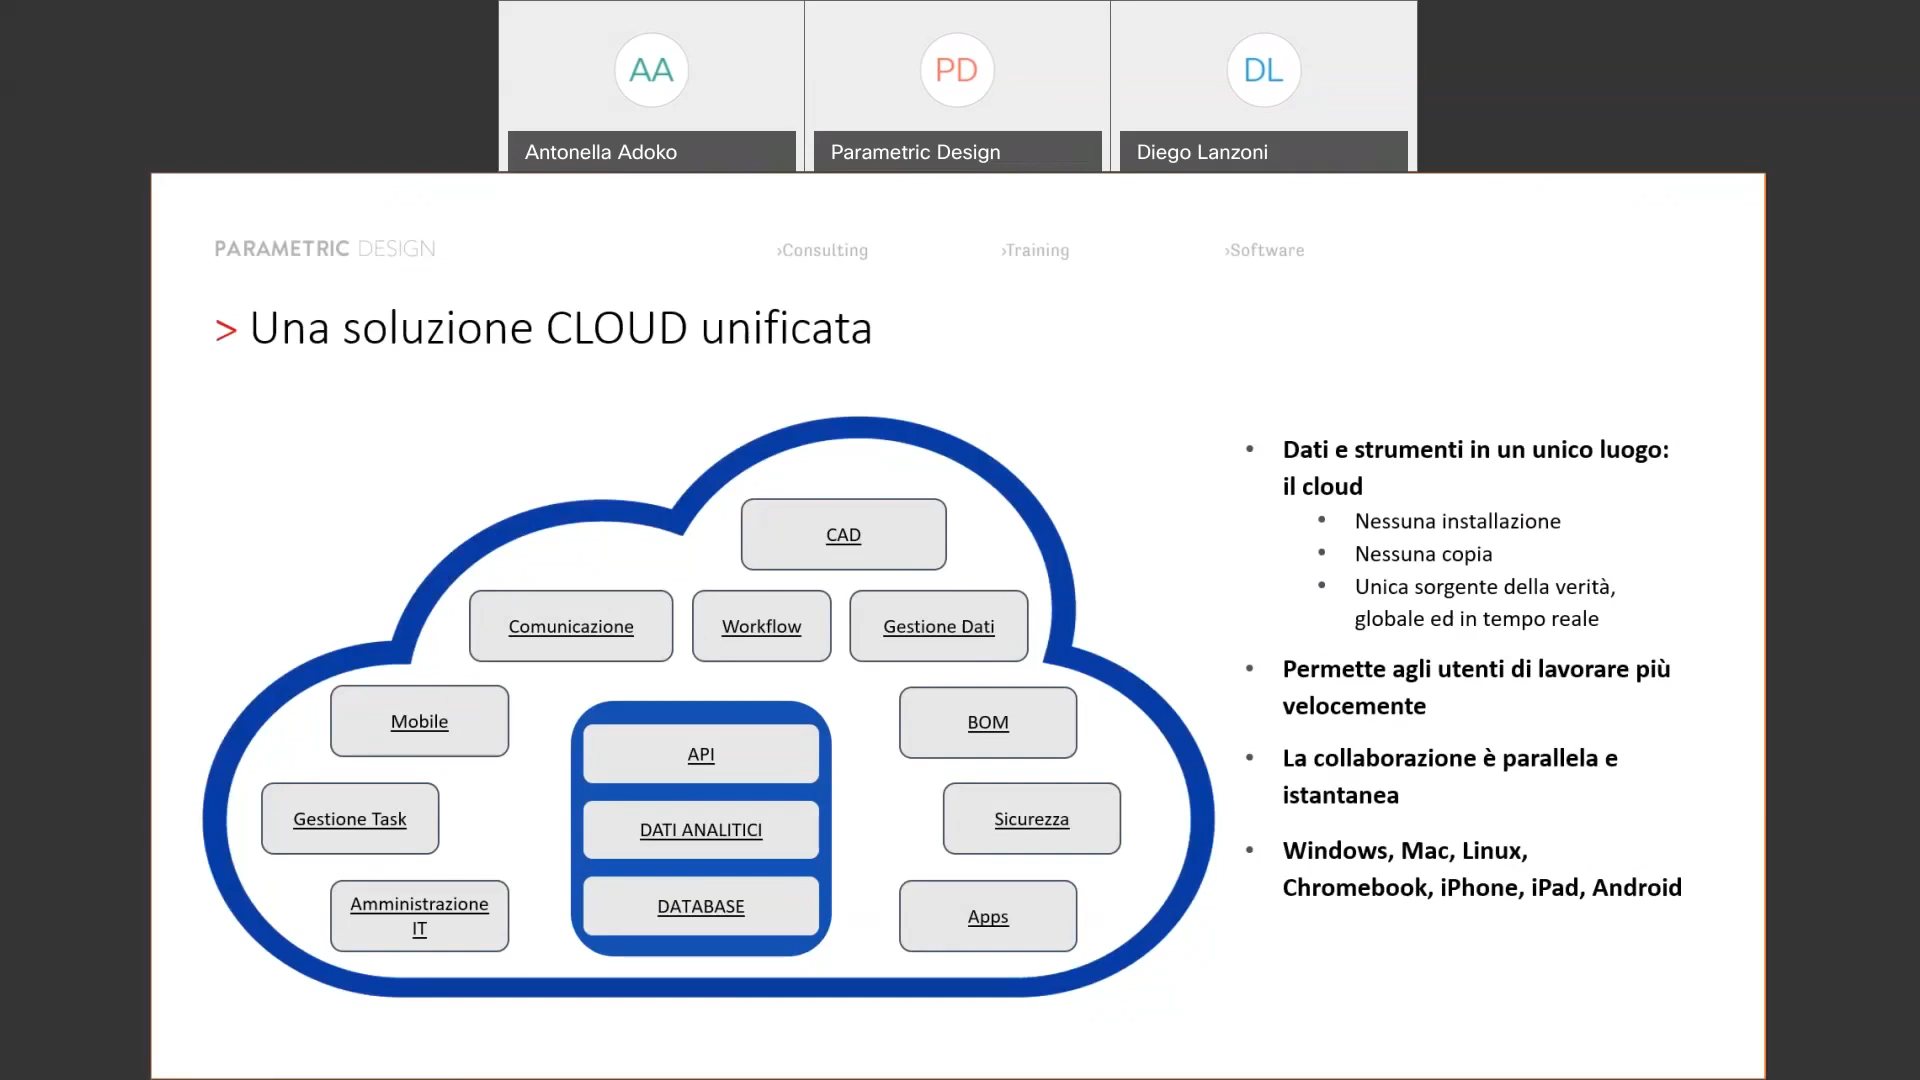 AA
PD
DL
Antonella Adoko
Parametric Design
Diego Lanzoni
PARAMETRIC DESIGN
›Consulting
›Training
›Software
> Una soluzione CLOUD unificata
CAD
Comunicazione
Workflow
Gestione Dati
Mobile
BOM
API
Gestione Task
DATI ANALITICI
Sicurezza
Amministrazione
IT
DATABASE
Apps
• Dati e strumenti in un unico luogo:
il cloud
• Nessuna installazione
• Nessuna copia
• Unica sorgente della verità,
globale ed in tempo reale
• Permette agli utenti di lavorare più
velocemente
• La collaborazione è parallela e
istantanea
• Windows, Mac, Linux,
Chromebook, iPhone, iPad, Android